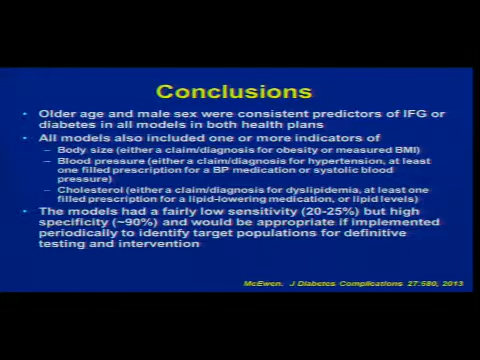 Conclusions
• Older age and male sex were consistent predictors of IFG or
diabetes in all models in both health plans
• All models also included one or more indicators of
– Body size (either a claim/diagnosis for obesity or measured BMI)
– Blood pressure (either a claim/diagnosis for hypertension, at least
one filled prescription for a BP medication or systolic blood
pressure)
– Cholesterol (either a claim/diagnosis for dyslipidemia, at least one
filled prescription for a lipid-lowering medication, or lipid levels)
• The models had a fairly low sensitivity (20-25%) but high
specificity (~90%) and would be appropriate if implemented
periodically to identify target populations for definitive
testing and intervention
McEwen. J Diabetes Complications 27:580, 2013